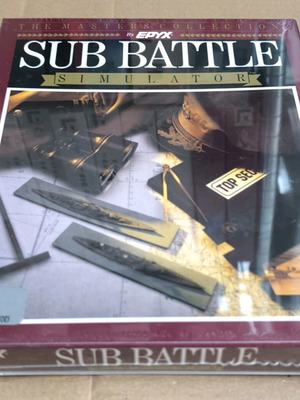 THE MASTERS COLLECTION
By EPYX
SUB BATTLE
SIMULATOR
TOP SEC
SUB BATTLE